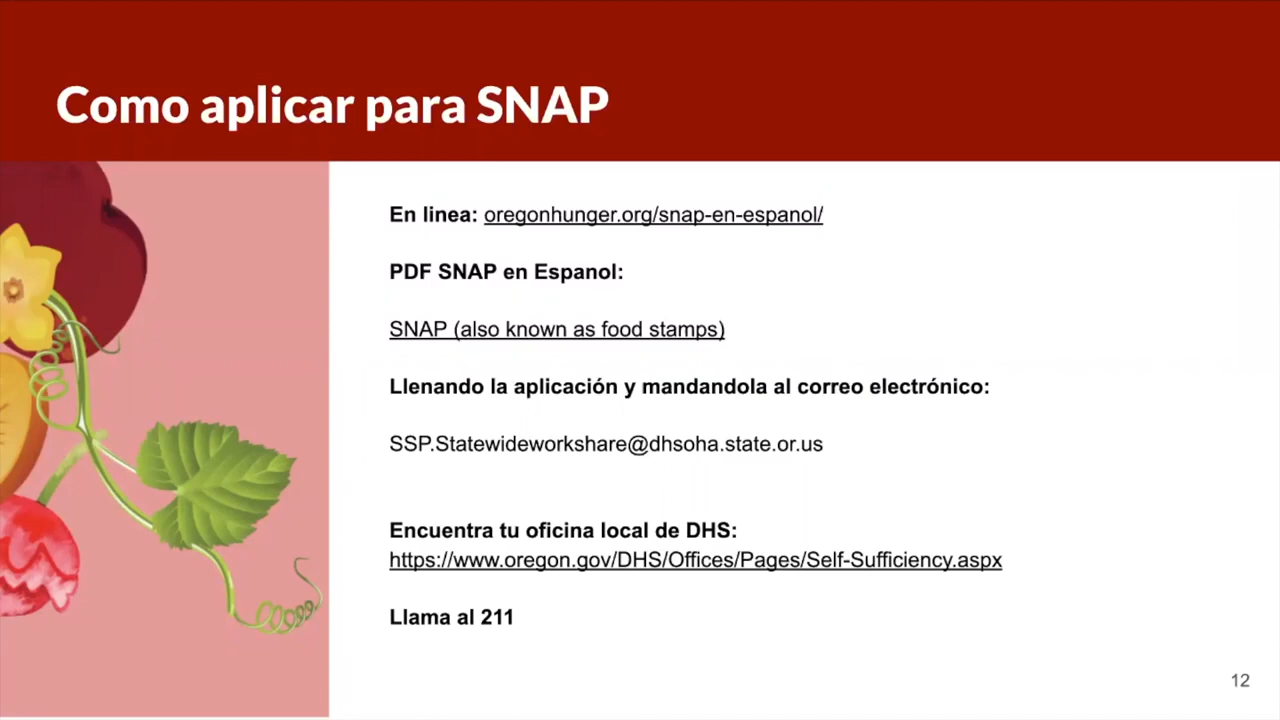 Como aplicar para SNAP
En linea: oregonhunger.org/snap-en-espanol/
PDF SNAP en Espanol:
SNAP (also known as food stamps)
Llenando la aplicación y mandandola al correo electrónico:
SSP.Statewideworkshare@dhsoha.state.or.us
Encuentra tu oficina local de DHS:
https://www.oregon.gov/DHS/Offices/Pages/Self-Sufficiency.aspx
Llama al 211
12